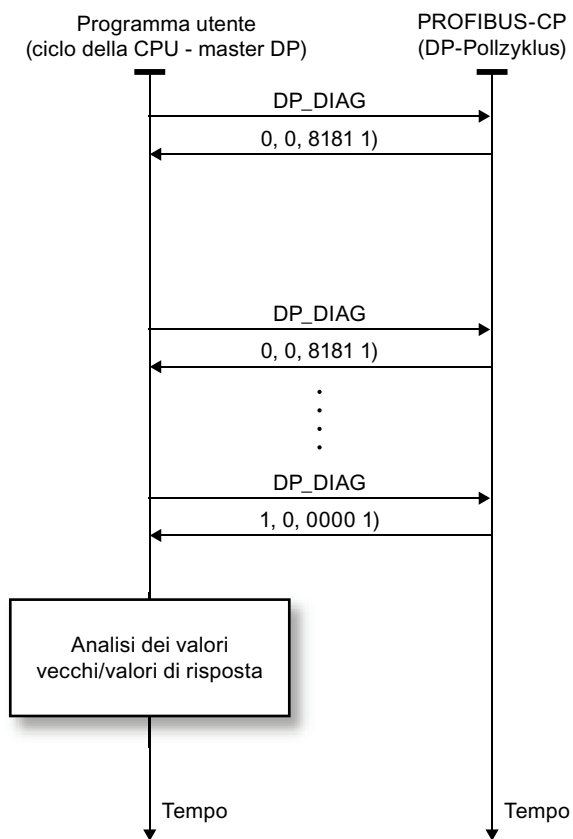 Programma utente
(ciclo della CPU - master DP)
PROFIBUS-CP
(DP-Pollzyklus)
DP_DIAG
0, 0, 8181 1)
DP_DIAG
0, 0, 8181 1)
DP_DIAG
1, 0, 0000 1)
Analisi dei valori
vecchi/valori di risposta
Tempo
Tempo